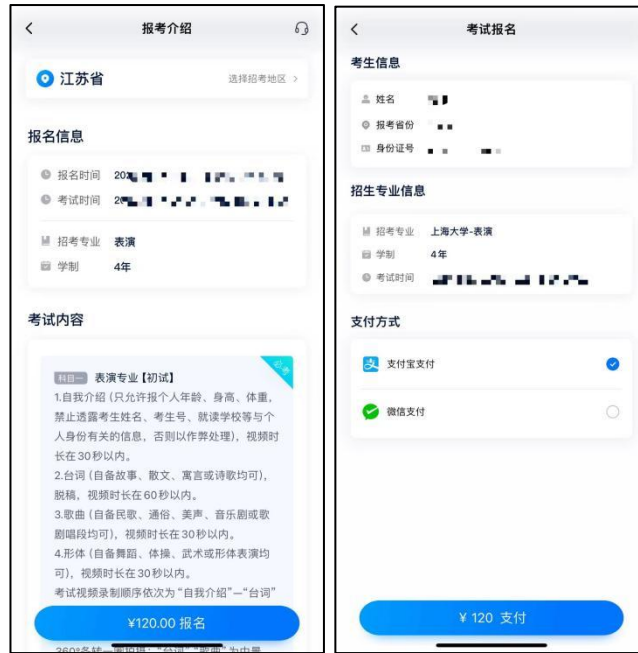 报考介绍
江苏省
选择招考地区 >
报名信息
报名时间
考试时间
招考专业 表演
学制 4年
考试内容
必考
科目一 表演专业【初试】
1.自我介绍（只允许报个人年龄、身高、体重，
禁止透露考生姓名、考生号、就读学校等与个
人身份有关的信息，否则以作弊处理），视频时
长在30秒以内。
2.台词（自备故事、散文、寓言或诗歌均可），
脱稿，视频时长在60秒以内。
3.歌曲（自备民歌、通俗、美声、音乐剧或歌
剧唱段均可），视频时长在30秒以内。
4.形体（自备舞蹈、体操、武术或形体表演均
可），视频时长在30秒以内。
考试视频录制顺序依次为“自我介绍”—“台词”
¥120.00 报名
考试报名
考生信息
姓名
报考省份
身份证号
招生专业信息
招考专业 上海大学-表演
学制 4年
考试时间
支付方式
支付宝支付
微信支付
¥ 120 支付